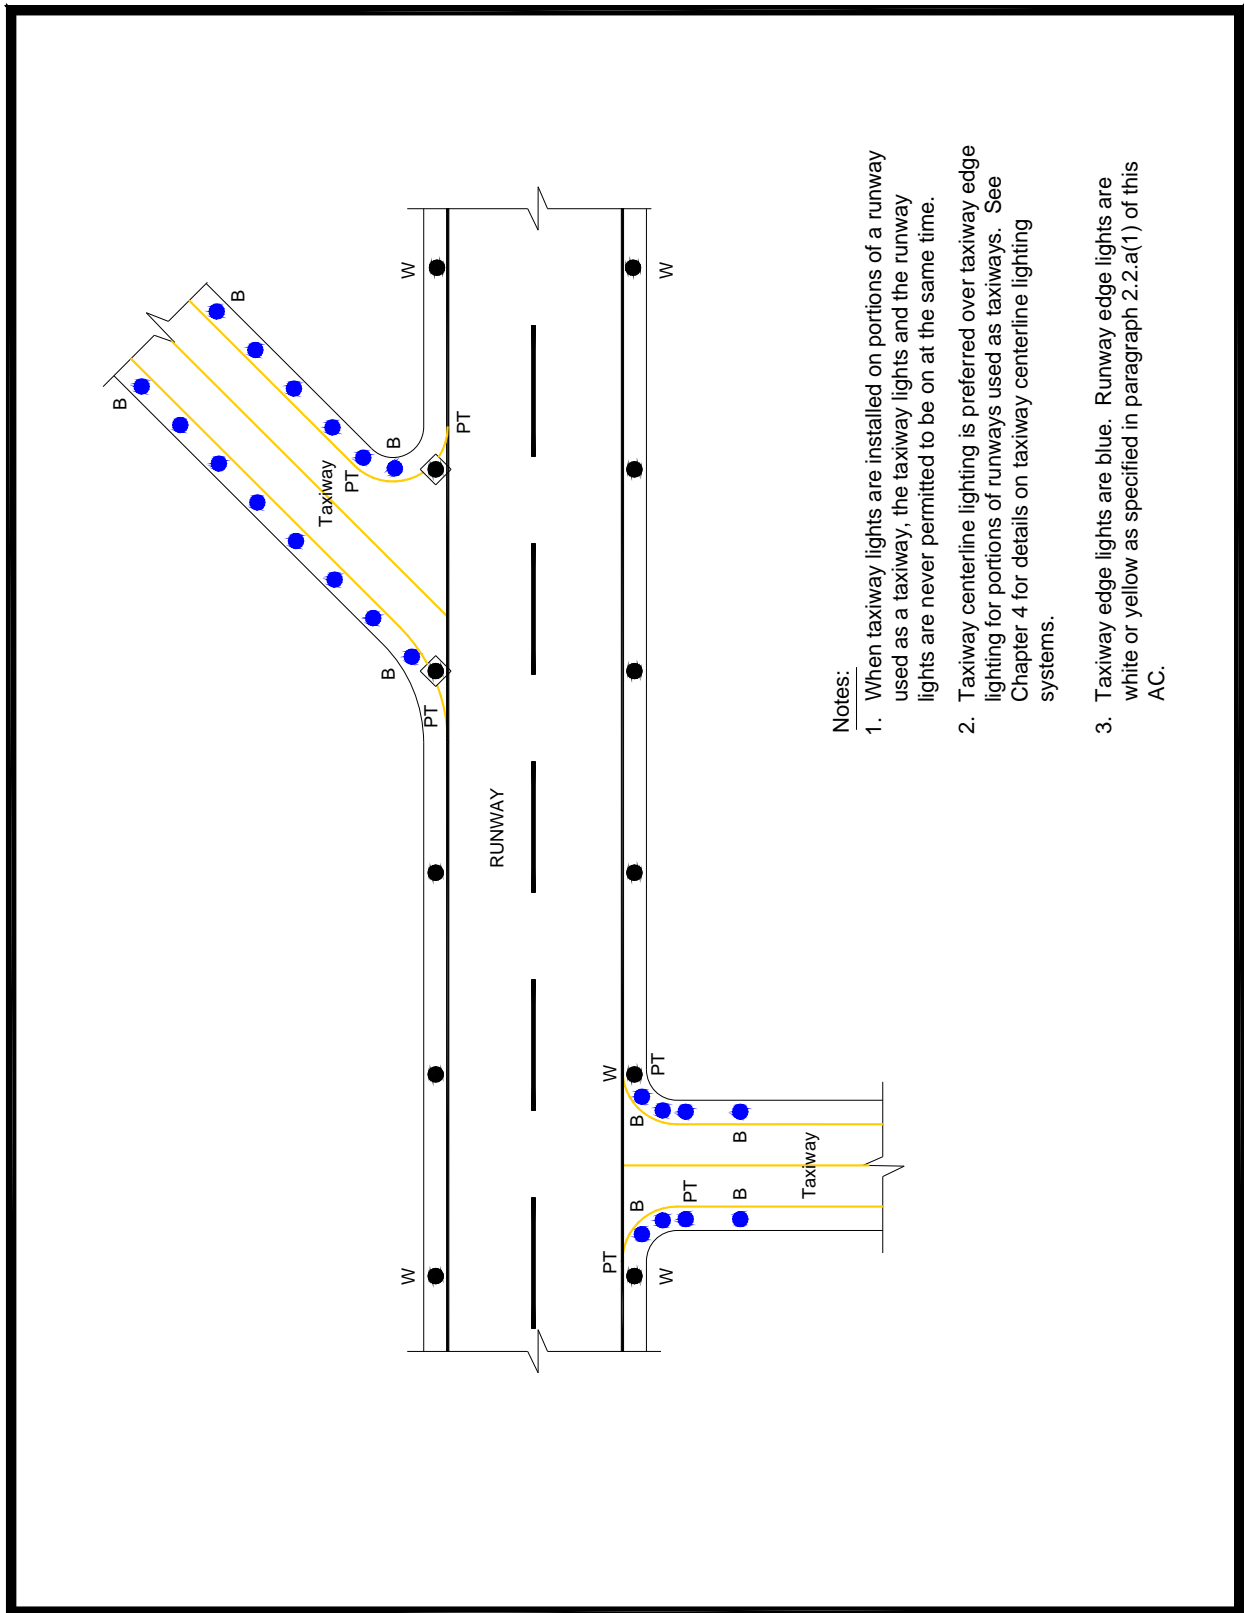 B
B
Taxiway
PT
B
B
W
W
PT
PT
RUNWAY
PT
W
B
B
PT
W
W
PT
B
B
Taxiway
Notes:
1. When taxiway lights are installed on portions of a runway
used as a taxiway, the taxiway lights and the runway
lights are never permitted to be on at the same time.
2. Taxiway centerline lighting is preferred over taxiway edge
lighting for portions of runways used as taxiways. See
Chapter 4 for details on taxiway centerline lighting
systems.
3. Taxiway edge lights are blue. Runway edge lights are
white or yellow as specified in paragraph 2.2.a(1) of this
AC.